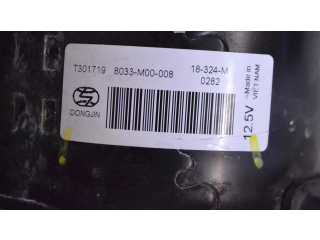 T301719 8033-M00-008 18-324-M
0282
DONGJIN
Made in
VIET NAM
12.5V